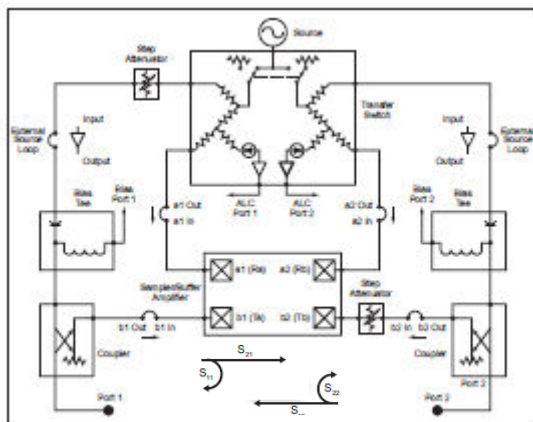 Source
Step
Attenuator
Transfer
Switch
External
Source
Loop
Input
Output
Input
Output
External
Source
Loop
Bias
Tee
Bias
Port 1
ALC
Port 1
ALC
Port 2
a1 Out
a1 In
a2 Out
a2 In
Bias
Port 2
Bias
Tee
Sampler/Buffer
Amplifier
a1 (Ra)
a2 (Rb)
b1 (Ta)
b2 (Tb)
Step
Attenuator
b1 Out
b1 In
b2 In
b2 Out
Coupler
Coupler
Port 2
S21
S11
S22
S...
Port 1
Port 2